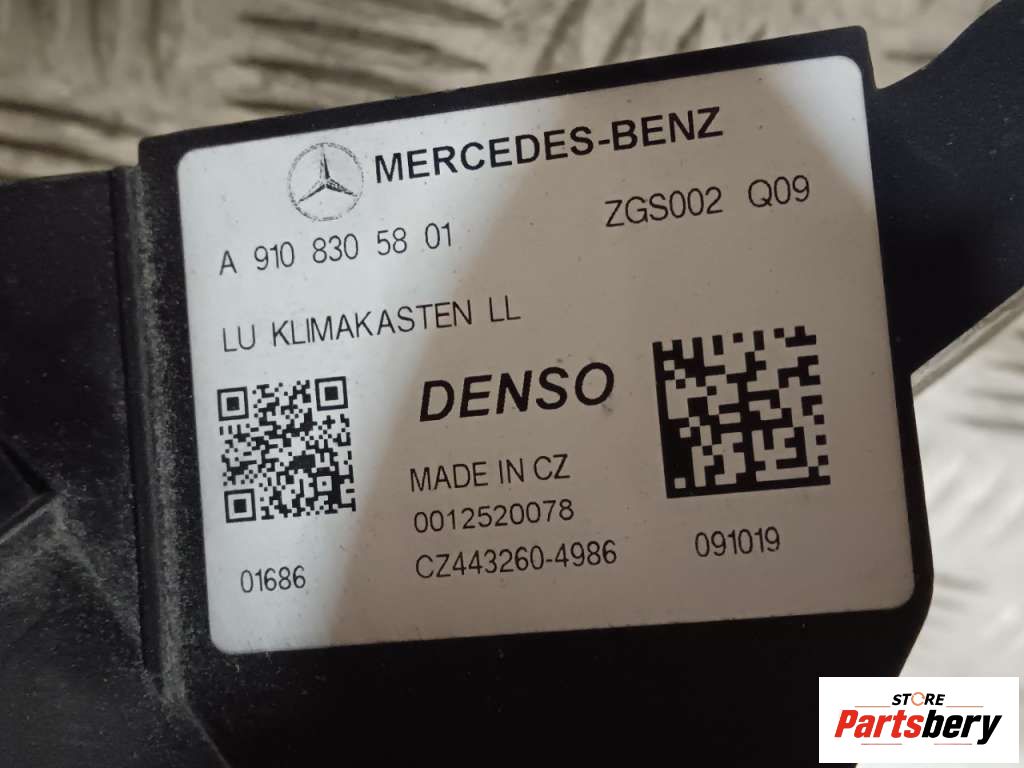 MERCEDES-BENZ
A 910 830 58 01
ZGS002 Q09
LU KLIMAKASTEN LL
DENSO
MADE IN CZ
0012520078
CZ443260-4986
01686
091019
STORE
Partsbery